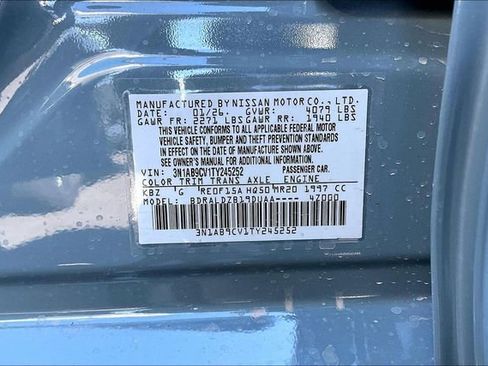 MANUFACTURED BY NISSAN MOTOR CO., LTD.
DATE: 01/26. GVWR: 4079 LBS
GAWR FR: 2271 LBS GAWR RR: 1940 LBS
THIS VEHICLE CONFORMS TO ALL APPLICABLE FEDERAL MOTOR
VEHICLE SAFETY, BUMPER AND THEFT PREVENTION STANDARDS
IN EFFECT ON THE DATE OF MANUFACTURE SHOWN ABOVE.
SEE OWNER'S MANUAL FOR ADDITIONAL INFORMATION.
VIN: 3N1AB9CV1TY245252 PASSENGER CAR.
COLOR TRIM TRANS AXLE ENGINE
KBZ G RE0F15A HG50 MR20 1997 CC
MODEL: BDRALDZB19DUAA---- 4Z000
3N1AB9CV1TY245252